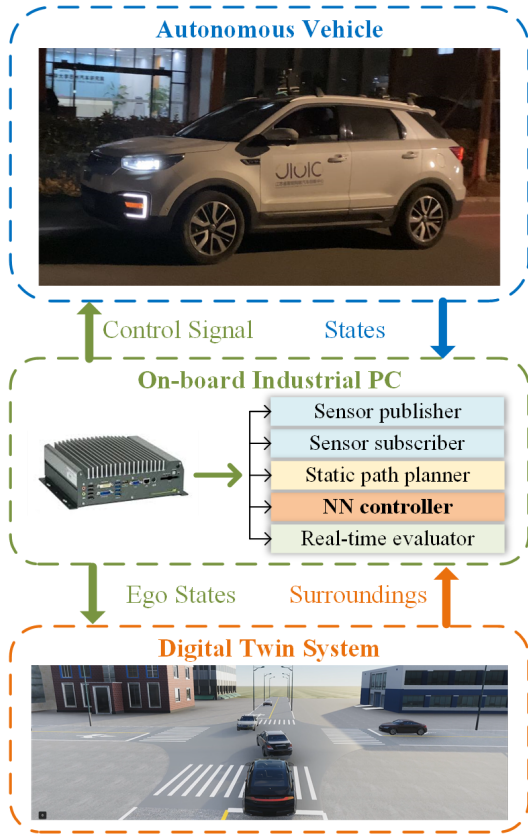 Autonomous Vehicle
JIUIC
Control Signal
States
On-board Industrial PC
Sensor publisher
Sensor subscriber
Static path planner
NN controller
Real-time evaluator
Ego States
Surroundings
Digital Twin System